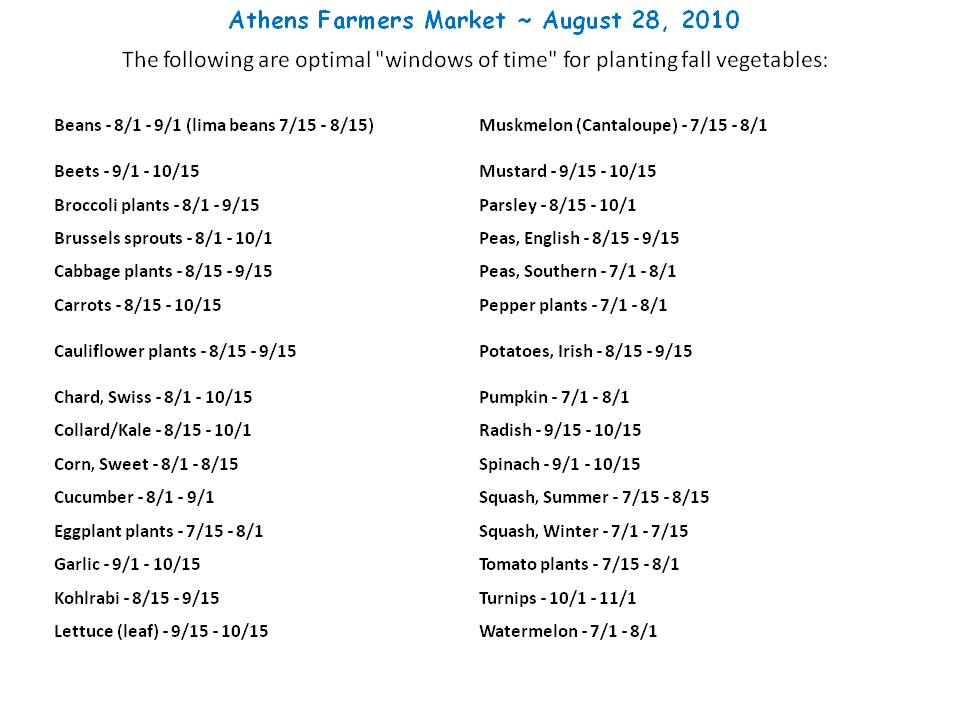 Athens Farmers Market ~ August 28, 2010
The following are optimal "windows of time" for planting fall vegetables:
Beans - 8/1 - 9/1 (lima beans 7/15 - 8/15)
Beets - 9/1 - 10/15
Broccoli plants - 8/1 - 9/15
Brussels sprouts - 8/1 - 10/1
Cabbage plants - 8/15 - 9/15
Carrots - 8/15 - 10/15
Cauliflower plants - 8/15 - 9/15
Chard, Swiss - 8/1 - 10/15
Collard/Kale - 8/15 - 10/1
Corn, Sweet - 8/1 - 8/15
Cucumber - 8/1 - 9/1
Eggplant plants - 7/15 - 8/1
Garlic - 9/1 - 10/15
Kohlrabi - 8/15 - 9/15
Lettuce (leaf) - 9/15 - 10/15
Muskmelon (Cantaloupe) - 7/15 - 8/1
Mustard - 9/15 - 10/15
Parsley - 8/15 - 10/1
Peas, English - 8/15 - 9/15
Peas, Southern - 7/1 - 8/1
Pepper plants - 7/1 - 8/1
Potatoes, Irish - 8/15 - 9/15
Pumpkin - 7/1 - 8/1
Radish - 9/15 - 10/15
Spinach - 9/1 - 10/15
Squash, Summer - 7/15 - 8/15
Squash, Winter - 7/1 - 7/15
Tomato plants - 7/15 - 8/1
Turnips - 10/1 - 11/1
Watermelon - 7/1 - 8/1